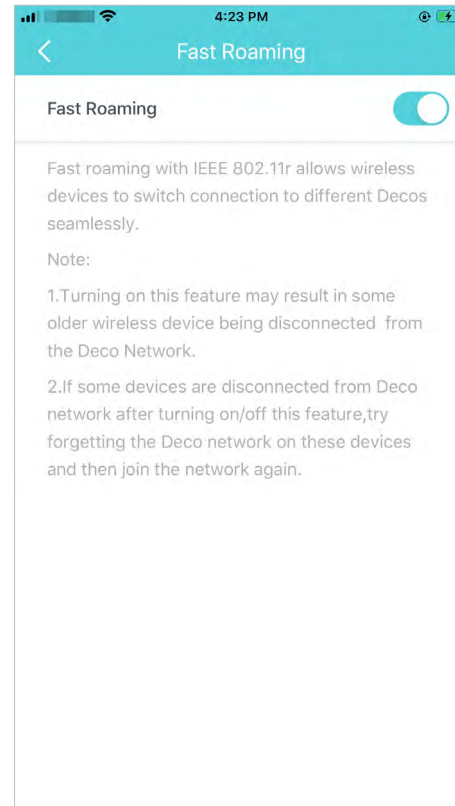 4:23 PM
Fast Roaming
Fast Roaming
Fast roaming with IEEE 802.11r allows wireless
devices to switch connection to different Decos
seamlessly.
Note:
1.Turning on this feature may result in some
older wireless device being disconnected from
the Deco Network.
2.If some devices are disconnected from Deco
network after turning on/off this feature,try
forgetting the Deco network on these devices
and then join the network again.